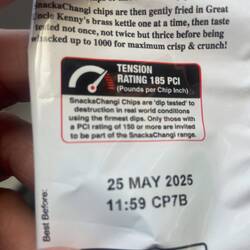 SnackaChangi chips are then gently fried in Great
Uncle Kenny's brass kettle one at a time, then taste
tested not once, not twice but thrice before being
whacked up to 1000 for maximum crisp & crunch!
TENSION
RATING 185 PCI
(Pounds per Chip Inch)
SnackaChangi Chips are 'dip tested' to
destruction in real world conditions
using the firmest dips. Only those with
a PCI rating of 150 or more are invited
to be part of the SnackaChangi range.
Best Before:
25 MAY 2025
11:59 CP7B